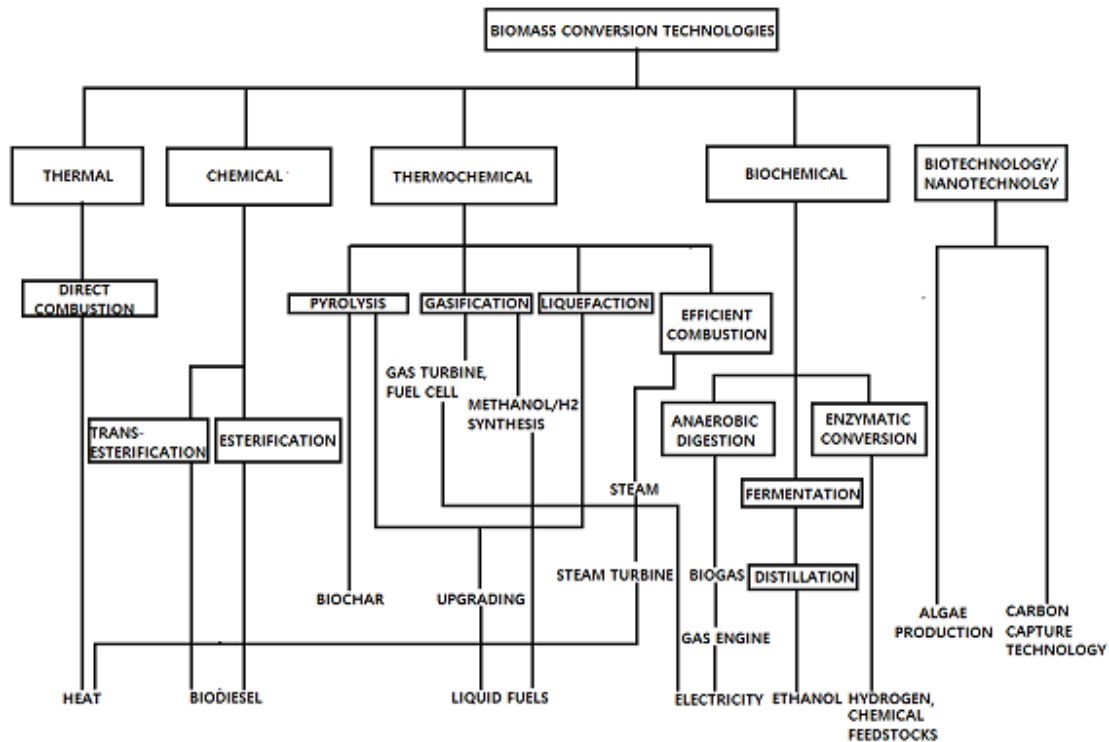 BIOMASS CONVERSION TECHNOLOGIES
THERMAL
CHEMICAL
THERMOCHEMICAL
BIOCHEMICAL
BIOTECHNOLOGY/
NANOTECHNOLGY
DIRECT
COMBUSTION
PYROLYSIS
GASIFICATION
LIQUEFACTION
EFFICIENT
COMBUSTION
GAS TURBINE,
FUEL CELL
METHANOL/H2
SYNTHESIS
TRANS-
ESTERIFICATION
ESTERIFICATION
ANAEROBIC
DIGESTION
ENZYMATIC
CONVERSION
STEAM
FERMENTATION
STEAM TURBINE
BIOGAS
DISTILLATION
BIOCHAR
UPGRADING
GAS ENGINE
ALGAE
PRODUCTION
CARBON
CAPTURE
TECHNOLOGY
HEAT
BIODIESEL
LIQUID FUELS
ELECTRICITY
ETHANOL
HYDROGEN,
CHEMICAL
FEEDSTOCKS